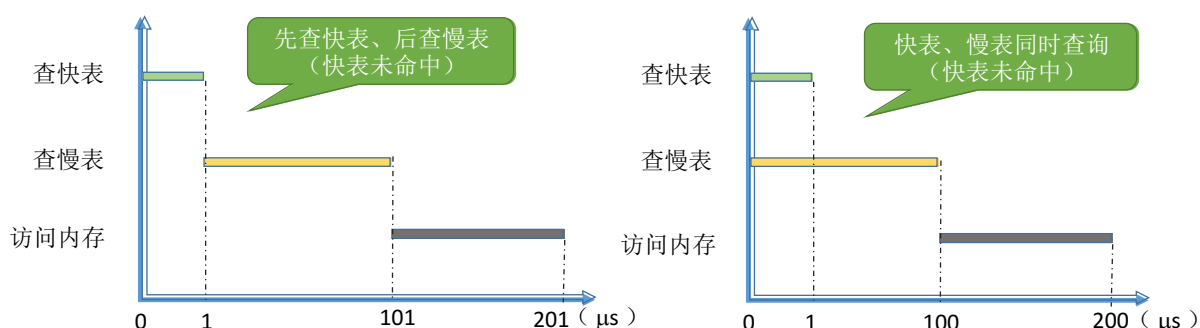 先查快表、后查慢表
（快表未命中）
查快表
查慢表
访问内存
0 1 101 201（ μs ）
快表、慢表同时查询
（快表未命中）
查快表
查慢表
访问内存
0 1 100 200（ μs ）